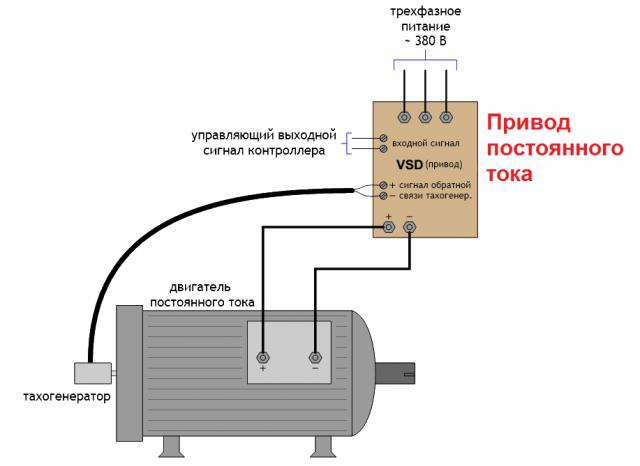 трехфазное
питание
~ 380 В
Привод
постоянного
тока
управляющий выходной
сигнал контроллера
входной сигнал
VSD (привод)
+ сигнал обратной
− связи тахогенер.
+ −
двигатель
постоянного тока
+ −
тахогенератор